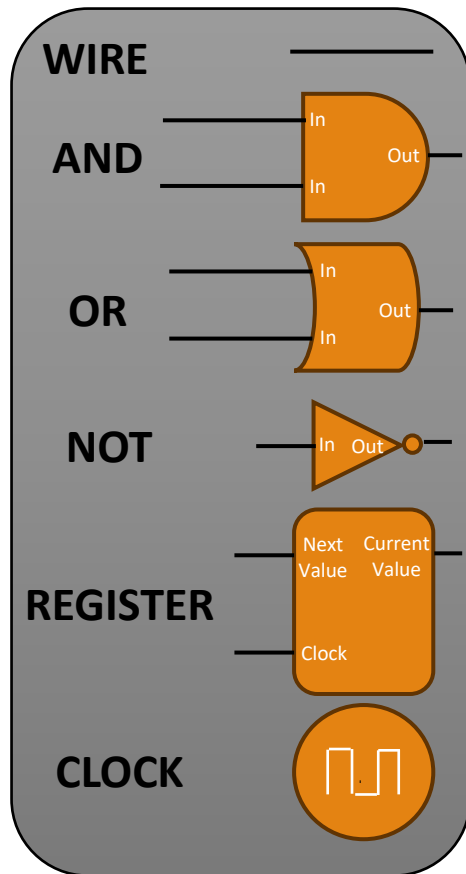 WIRE
AND
In
In
Out
OR
In
In
Out
NOT
In
Out
REGISTER
Next
Value
Current
Value
Clock
CLOCK